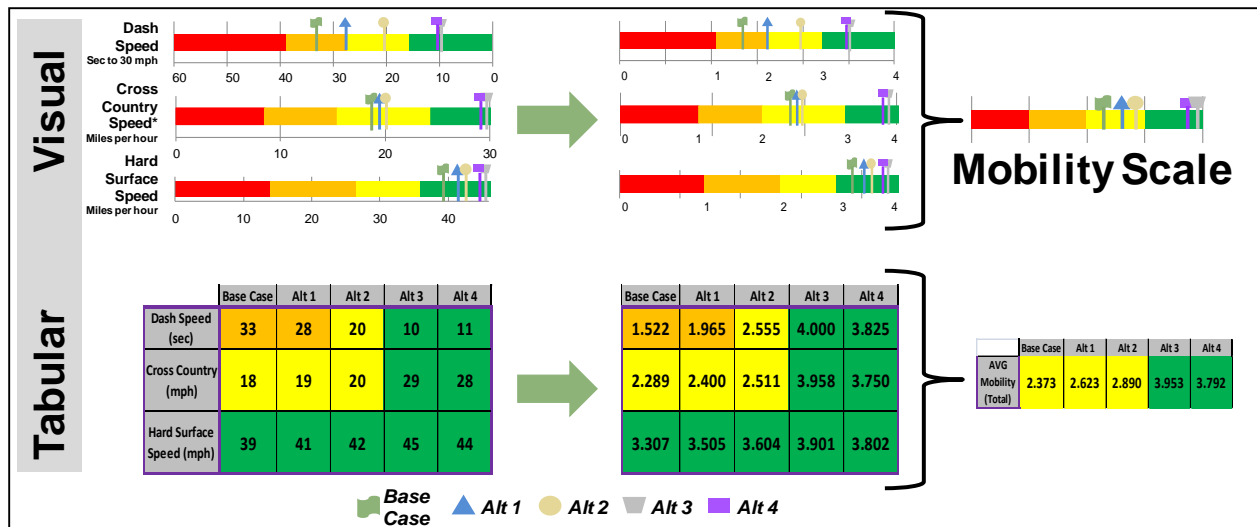 Visual
Dash
Speed
Sec to 30 mph
60 50 40 30 20 10 0
Cross
Country
Speed*
Miles per hour
0 10 20 30
Hard
Surface
Speed
Miles per hour
0 10 20 30 40
0 1 2 3 4
0 1 2 3 4
0 1 2 3 4
Mobility Scale
Tabular
Base Case Alt 1 Alt 2 Alt 3 Alt 4
Dash Speed
(sec)
33 28 20 10 11
Cross Country
(mph)
18 19 20 29 28
Hard Surface
Speed (mph)
39 41 42 45 44
Base Case Alt 1 Alt 2 Alt 3 Alt 4
1.522 1.965 2.555 4.000 3.825
2.289 2.400 2.511 3.958 3.750
3.307 3.505 3.604 3.901 3.802
Base Case Alt 1 Alt 2 Alt 3 Alt 4
AVG
Mobility
(Total)
2.373 2.623 2.890 3.953 3.792
Base
Case
Alt 1 Alt 2 Alt 3 Alt 4